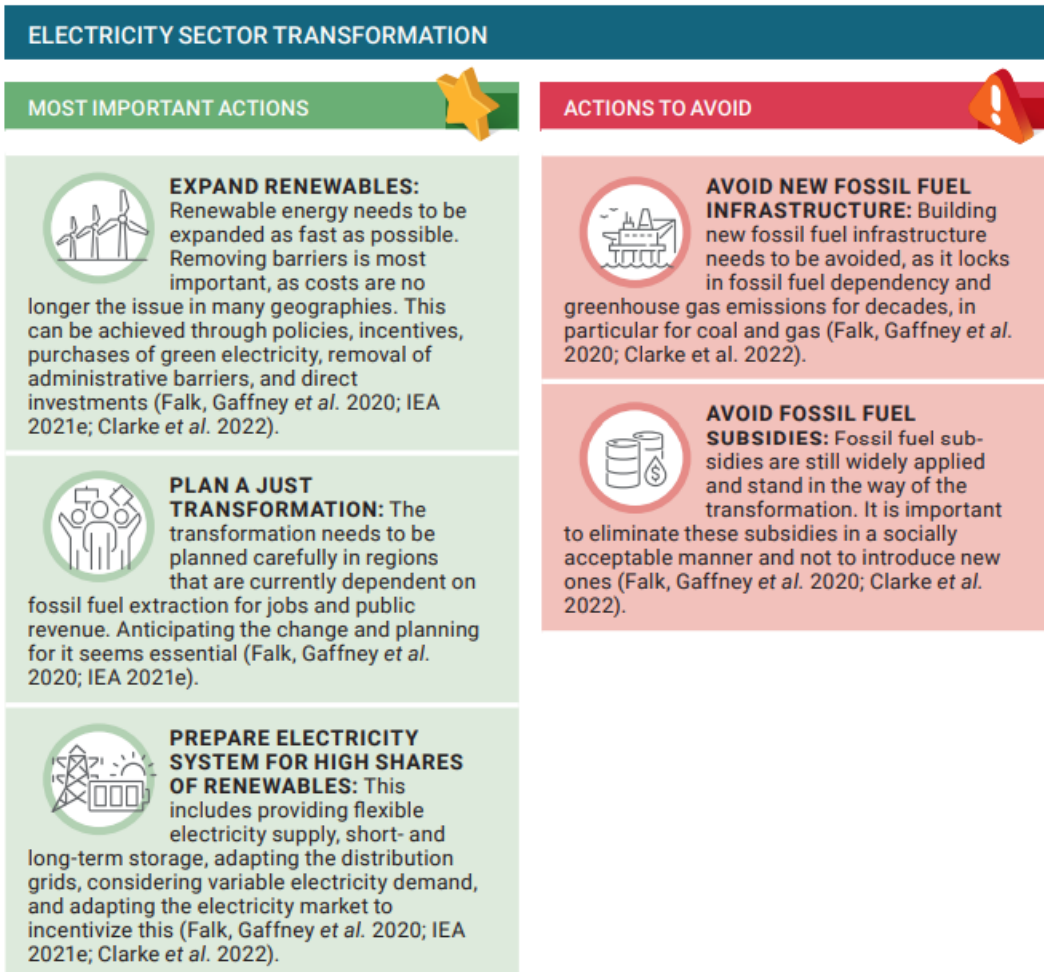 ELECTRICITY SECTOR TRANSFORMATION
MOST IMPORTANT ACTIONS
EXPAND RENEWABLES:
Renewable energy needs to be
expanded as fast as possible.
Removing barriers is most
important, as costs are no
longer the issue in many geographies. This
can be achieved through policies, incentives,
purchases of green electricity, removal of
administrative barriers, and direct
investments (Falk, Gaffney et al. 2020; IEA
2021e; Clarke et al. 2022).
PLAN A JUST
TRANSFORMATION: The
transformation needs to be
planned carefully in regions
that are currently dependent on
fossil fuel extraction for jobs and public
revenue. Anticipating the change and planning
for it seems essential (Falk, Gaffney et al.
2020; IEA 2021e).
PREPARE ELECTRICITY
SYSTEM FOR HIGH SHARES
OF RENEWABLES: This
includes providing flexible
electricity supply, short- and
long-term storage, adapting the distribution
grids, considering variable electricity demand,
and adapting the electricity market to
incentivize this (Falk, Gaffney et al. 2020; IEA
2021e; Clarke et al. 2022).
ACTIONS TO AVOID
AVOID NEW FOSSIL FUEL
INFRASTRUCTURE: Building
new fossil fuel infrastructure
needs to be avoided, as it locks
in fossil fuel dependency and
greenhouse gas emissions for decades, in
particular for coal and gas (Falk, Gaffney et al.
2020; Clarke et al. 2022).
AVOID FOSSIL FUEL
SUBSIDIES: Fossil fuel sub-
sidies are still widely applied
and stand in the way of the
transformation. It is important
to eliminate these subsidies in a socially
acceptable manner and not to introduce new
ones (Falk, Gaffney et al. 2020; Clarke et al.
2022).